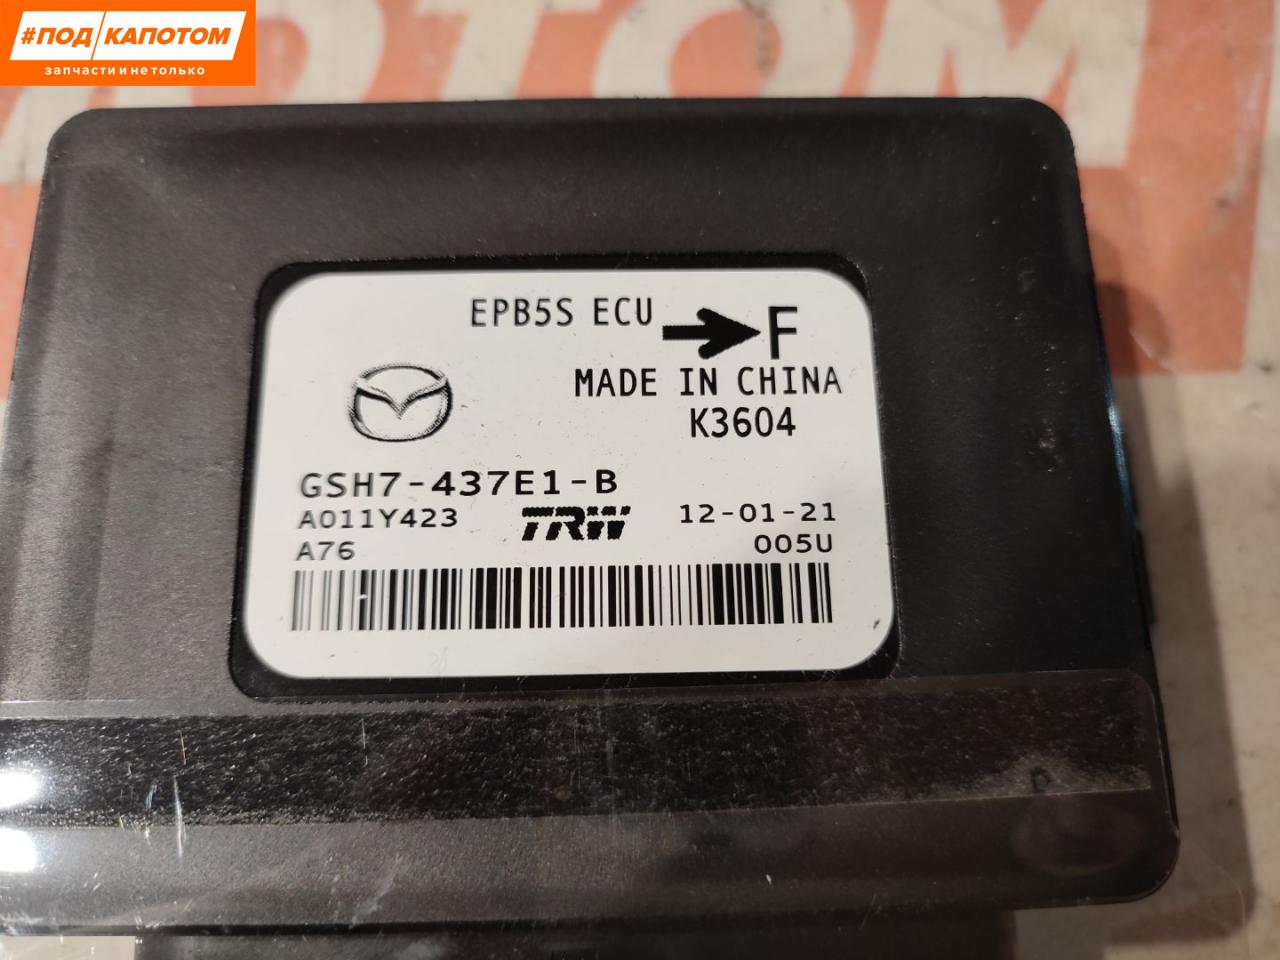 #ПОД КАПОТОМ
запчасти и не только
ОТОМ
EPB5S ECU
F
MADE IN CHINA
K3604
GSH7-437E1-B
A011Y423
TRW
12-01-21
A76
005U